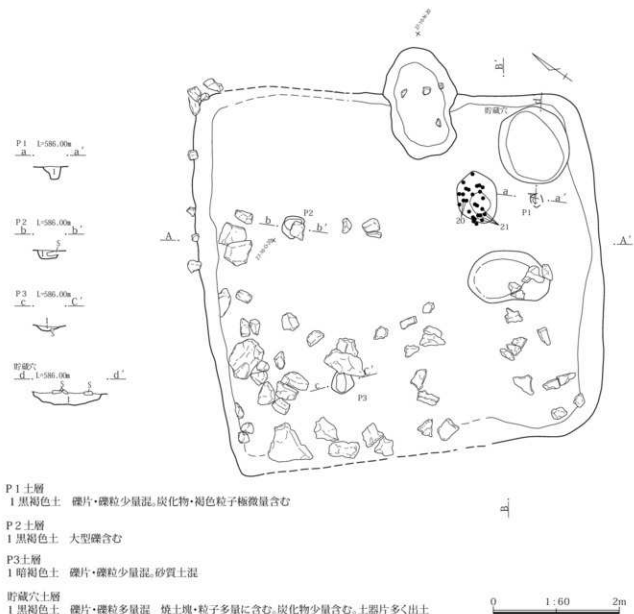 B'
貯蔵穴
P1 L=586.00m
a a'
1
P2 L=586.00m
b b'
S
1
P3 L=586.00m
c c'
1
S
貯蔵穴
d L=586.00m d'
S S
1
P2
b b'
A
a a'
P1
20 21
A'
c c'
P3
B
P1土層
1 黒褐色土 礫片・礫粒少量混。炭化物・褐色粒子極微量含む
P2土層
1 黒褐色土 大型礫含む
P3土層
1 暗褐色土 礫片・礫粒少量混。砂質土混
貯蔵穴土層
1 黒褐色土 礫片・礫粒多量混 焼土塊・粒子多量に含む。炭化物少量含む。土器片多く出土
0 1:60 2m